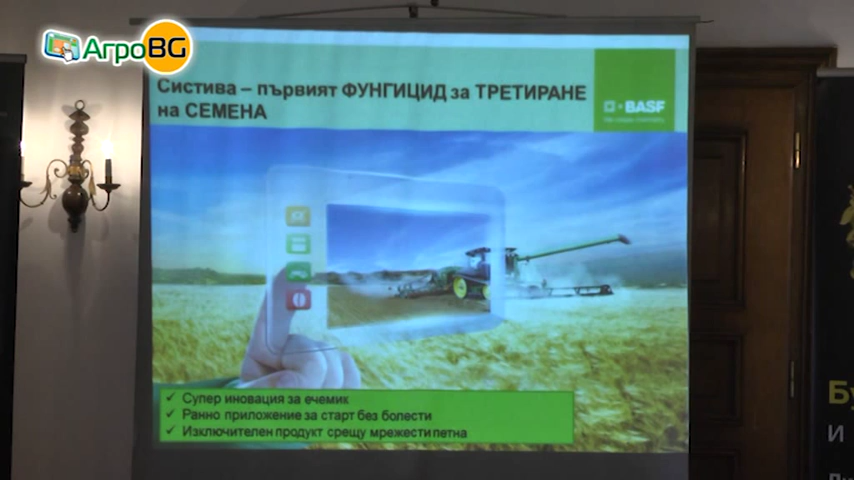 АгроBG
Систива – първият ФУНГИЦИД за ТРЕТИРАНЕ
на СЕМЕНА
BASF
✓ Супер иновация за ечемик
✓ Ранно приложение за старт без болести
✓ Изключителен продукт срещу мрежести петна
И